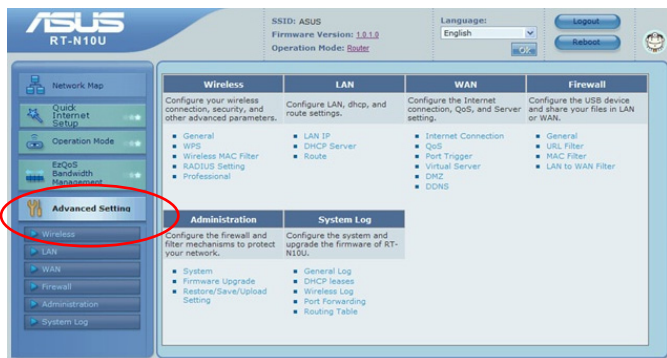 ASUS
RT-N10U
SSID: ASUS
Firmware Version: 1.0.1.0
Operation Mode: Router
Language:
English
Ok
Logout
Reboot
Network Map
Quick
Internet
Setup
Operation Mode
EzQoS
Bandwidth
Management
Advanced Setting
Wireless
LAN
WAN
Firewall
Administration
System Log
Wireless
Configure your wireless
connection, security, and
other advanced parameters.
General
WPS
Wireless MAC Filter
RADIUS Setting
Professional
LAN
Configure LAN, dhcp, and
route settings.
LAN IP
DHCP Server
Route
WAN
Configure the Internet
connection, QoS, and Server
setting.
Internet Connection
QoS
Port Trigger
Virtual Server
DMZ
DDNS
Firewall
Configure the USB device
and share your files in LAN
or WAN.
General
URL Filter
MAC Filter
LAN to WAN Filter
Administration
Configure the firewall and
filter mechanisms to protect
your network.
System
Firmware Upgrade
Restore/Save/Upload
Setting
System Log
Configure the system and
upgrade the firmware of RT-
N10U.
General Log
DHCP leases
Wireless Log
Port Forwarding
Routing Table